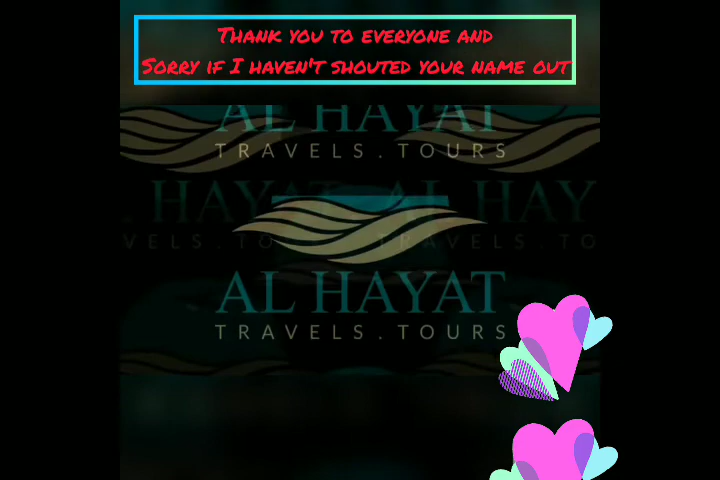 Thank you to everyone and
Sorry if I haven't shouted your name out
AL HAYAT
TRAVELS.TOURS
. HAYAT AL HAY
VELS.TO TRAVELS.TO
AL HAYAT
TRAVELS.TOURS